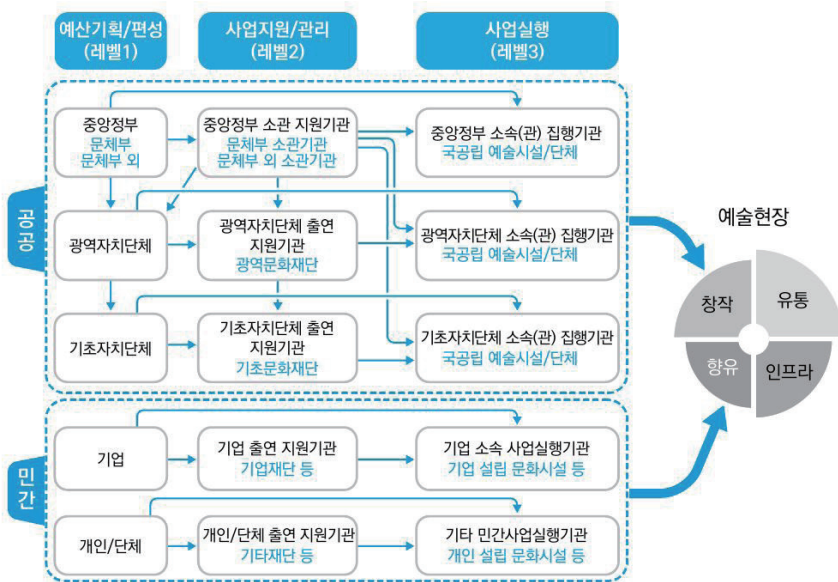 예산기획/편성
(레벨1)
사업지원/관리
(레벨2)
사업실행
(레벨3)
공공
중앙정부
문체부
문체부 외
중앙정부 소관 지원기관
문체부 소관기관
문체부 외 소관기관
중앙정부 소속(관) 집행기관
국공립 예술시설/단체
광역자치단체
광역자치단체 출연
지원기관
광역문화재단
광역자치단체 소속(관) 집행기관
국공립 예술시설/단체
기초자치단체
기초자치단체 출연
지원기관
기초문화재단
기초자치단체 소속(관) 집행기관
국공립 예술시설/단체
민간
기업
기업 출연 지원기관
기업재단 등
기업 소속 사업실행기관
기업 설립 문화시설 등
개인/단체
개인/단체 출연 지원기관
기타재단 등
기타 민간사업실행기관
개인 설립 문화시설 등
예술현장
창작
유통
향유
인프라